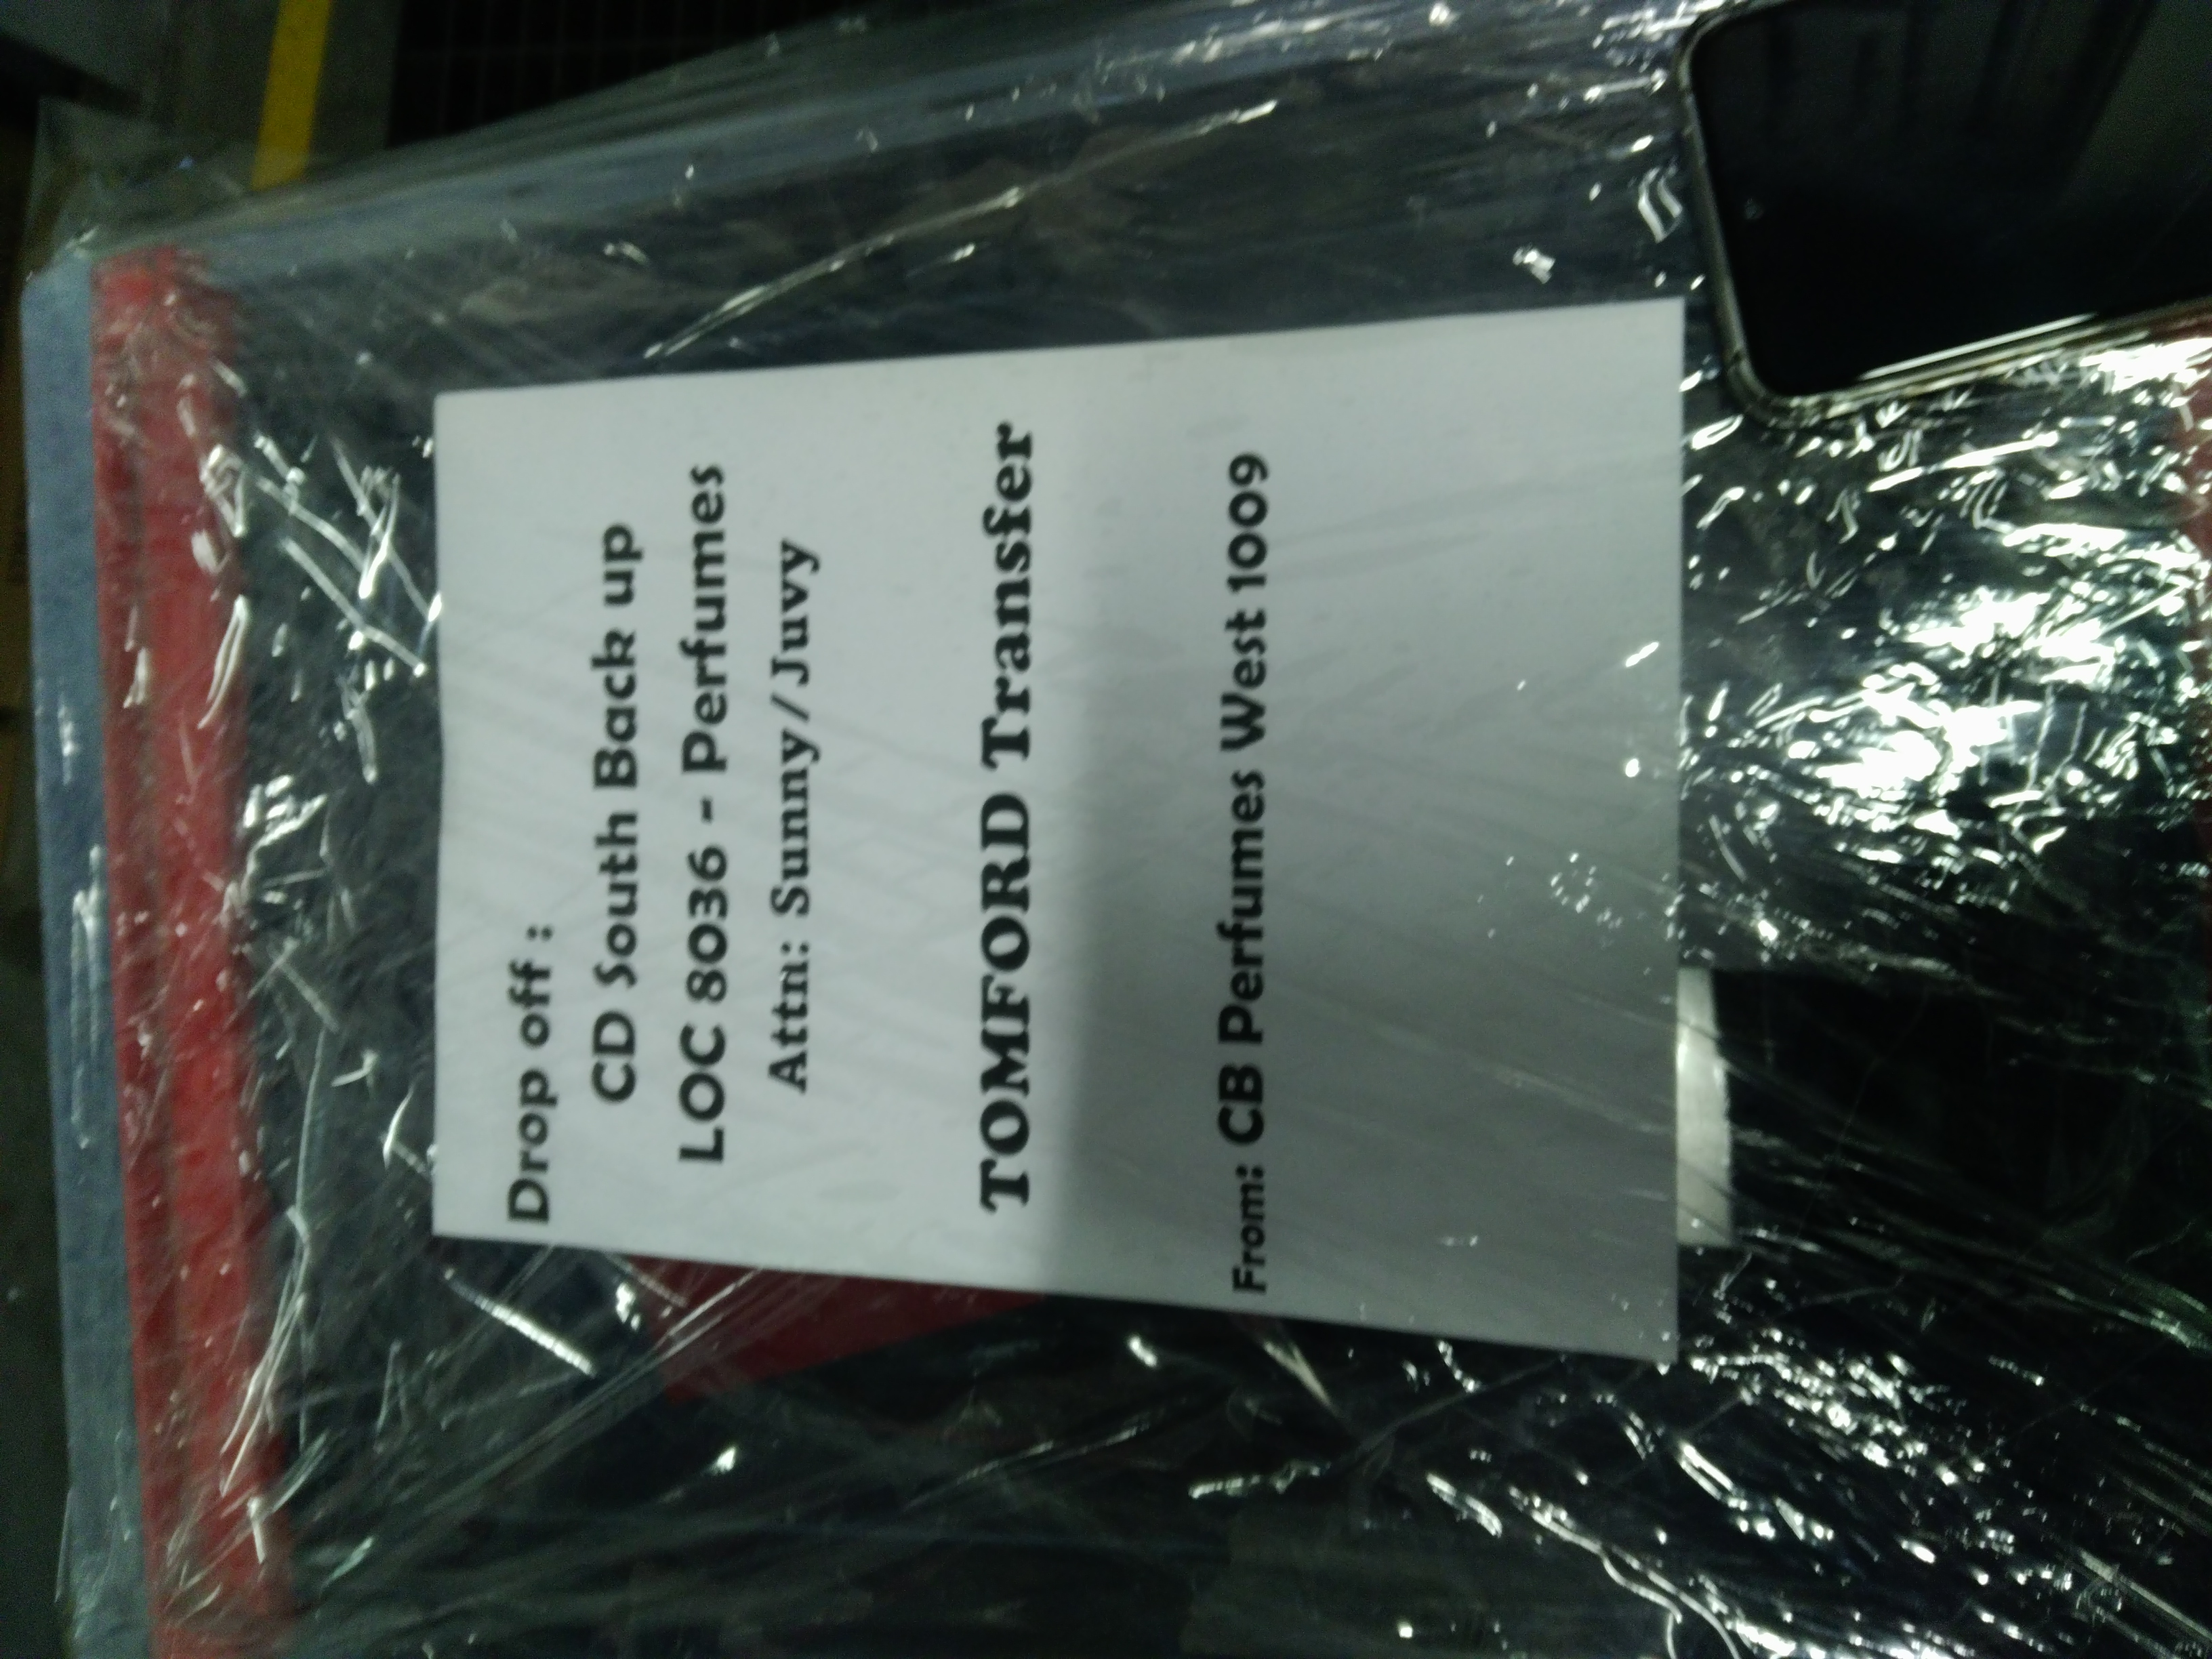 Drop off :
CD South Back up
LOC 8036 - Perfumes
Attn: Sunny/Juvy
TOMFORD Transfer
From: CB Perfumes West 1009